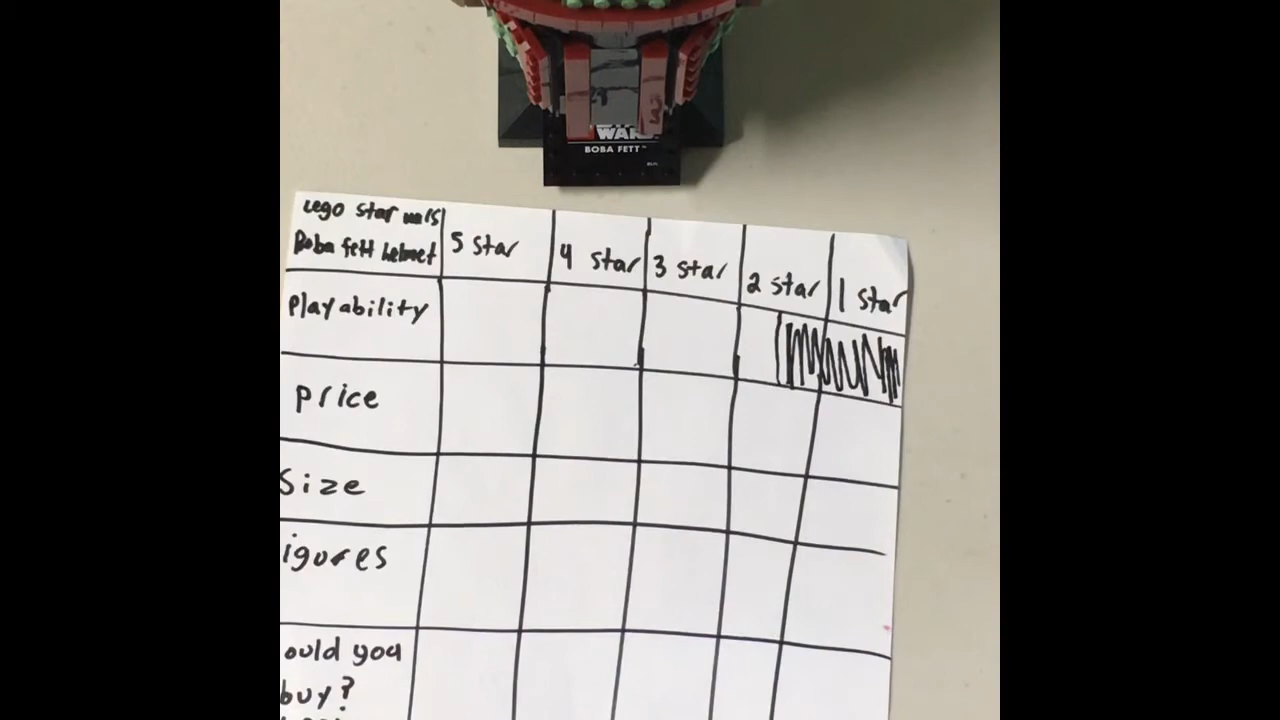 WAR
BOBA FETT
Lego Star wars
Boba fett helmet
5 star
4 star
3 star
2 star
1 star
Playability
Price
Size
igures
ould you
buy?